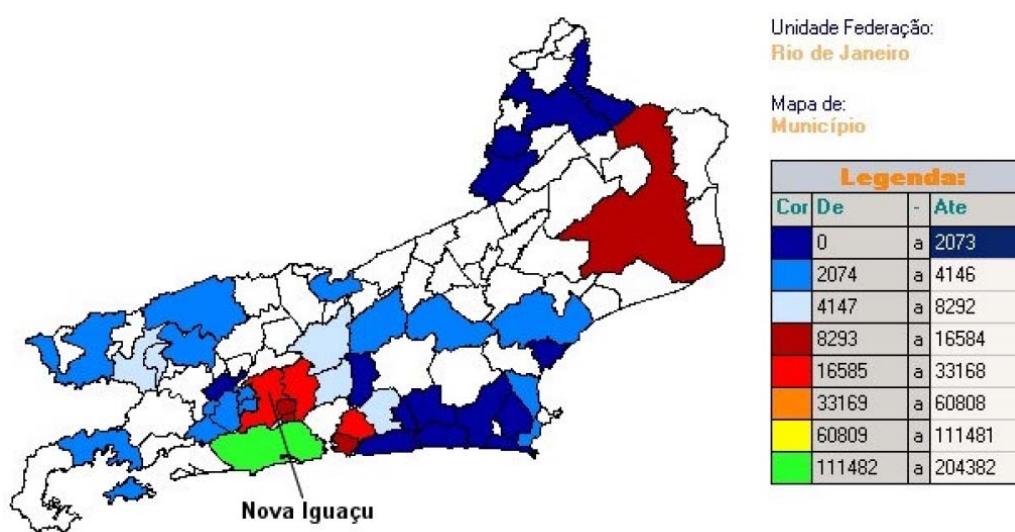 Unidade Federação:
Rio de Janeiro
Mapa de:
Município
Legenda:
Cor De - Ate
0 a 2073
2074 a 4146
4147 a 8292
8293 a 16584
16585 a 33168
33169 a 60808
60809 a 111481
111482 a 204382
Nova Iguaçu